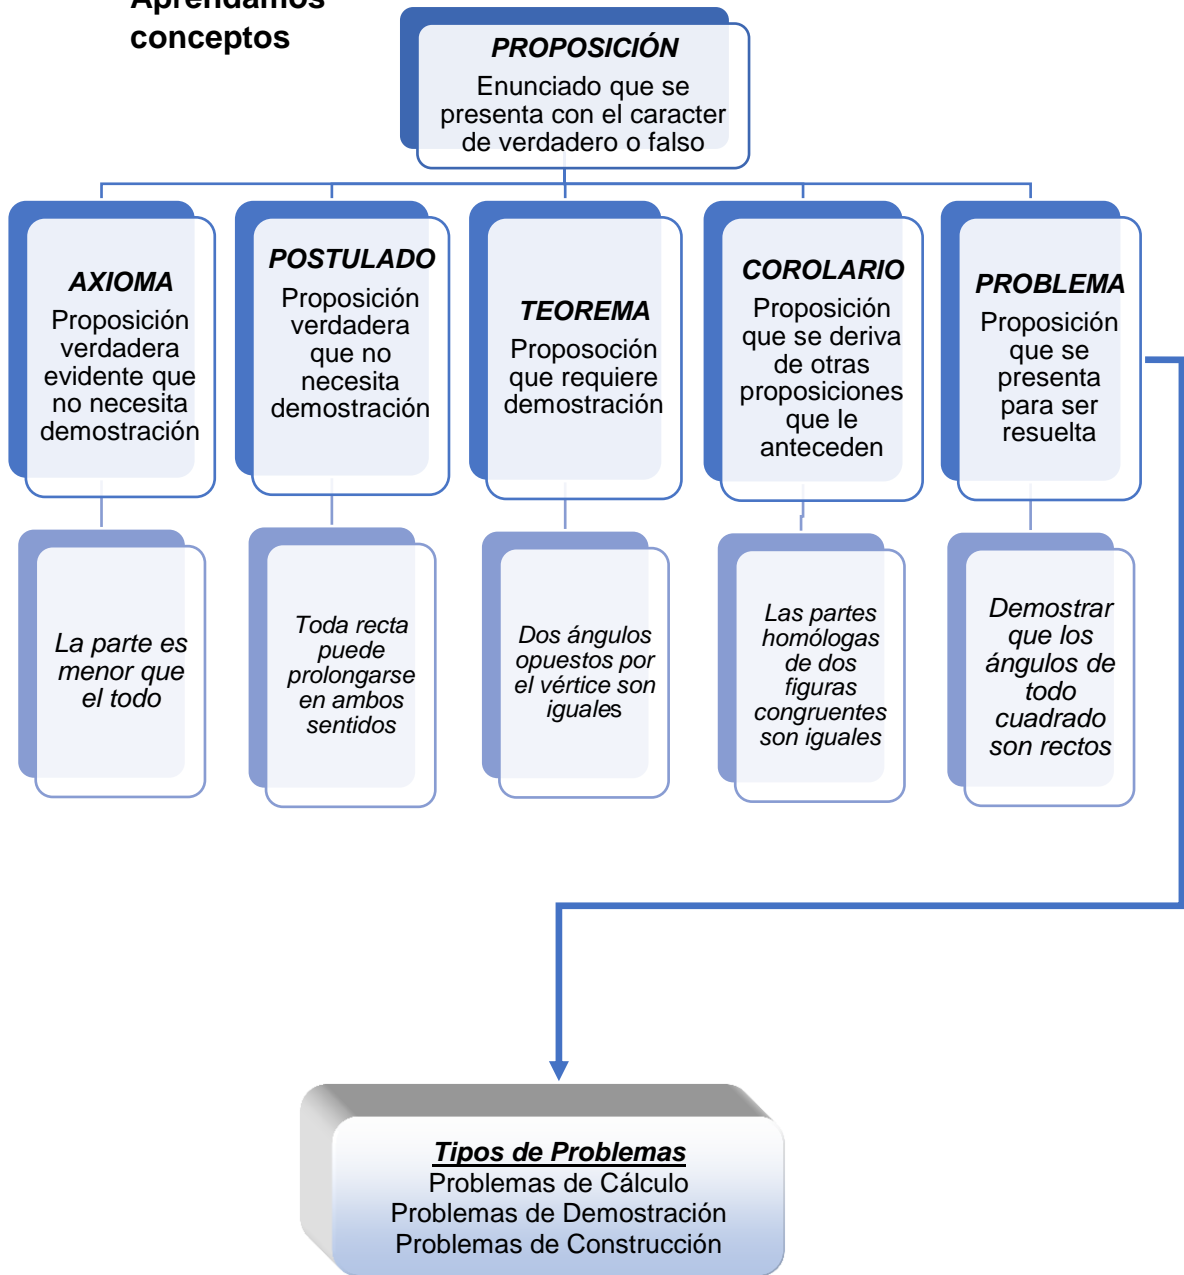 Aprendamos
conceptos
PROPOSICIÓN
Enunciado que se
presenta con el caracter
de verdadero o falso
AXIOMA
Proposición
verdadera
evidente que
no necesita
demostración
POSTULADO
Proposición
verdadera
que no
necesita
demostración
TEOREMA
Proposoción
que requiere
demostración
COROLARIO
Proposición
que se deriva
de otras
proposiciones
que le
anteceden
PROBLEMA
Proposición
que se
presenta
para ser
resuelta
La parte es
menor que
el todo
Toda recta
puede
prolongarse
en ambos
sentidos
Dos ángulos
opuestos por
el vértice son
iguales
Las partes
homólogas
de dos
figuras
congruentes
son iguales
Demostrar
que los
ángulos de
todo
cuadrado
son rectos
Tipos de Problemas
Problemas de Cálculo
Problemas de Demostración
Problemas de Construcción